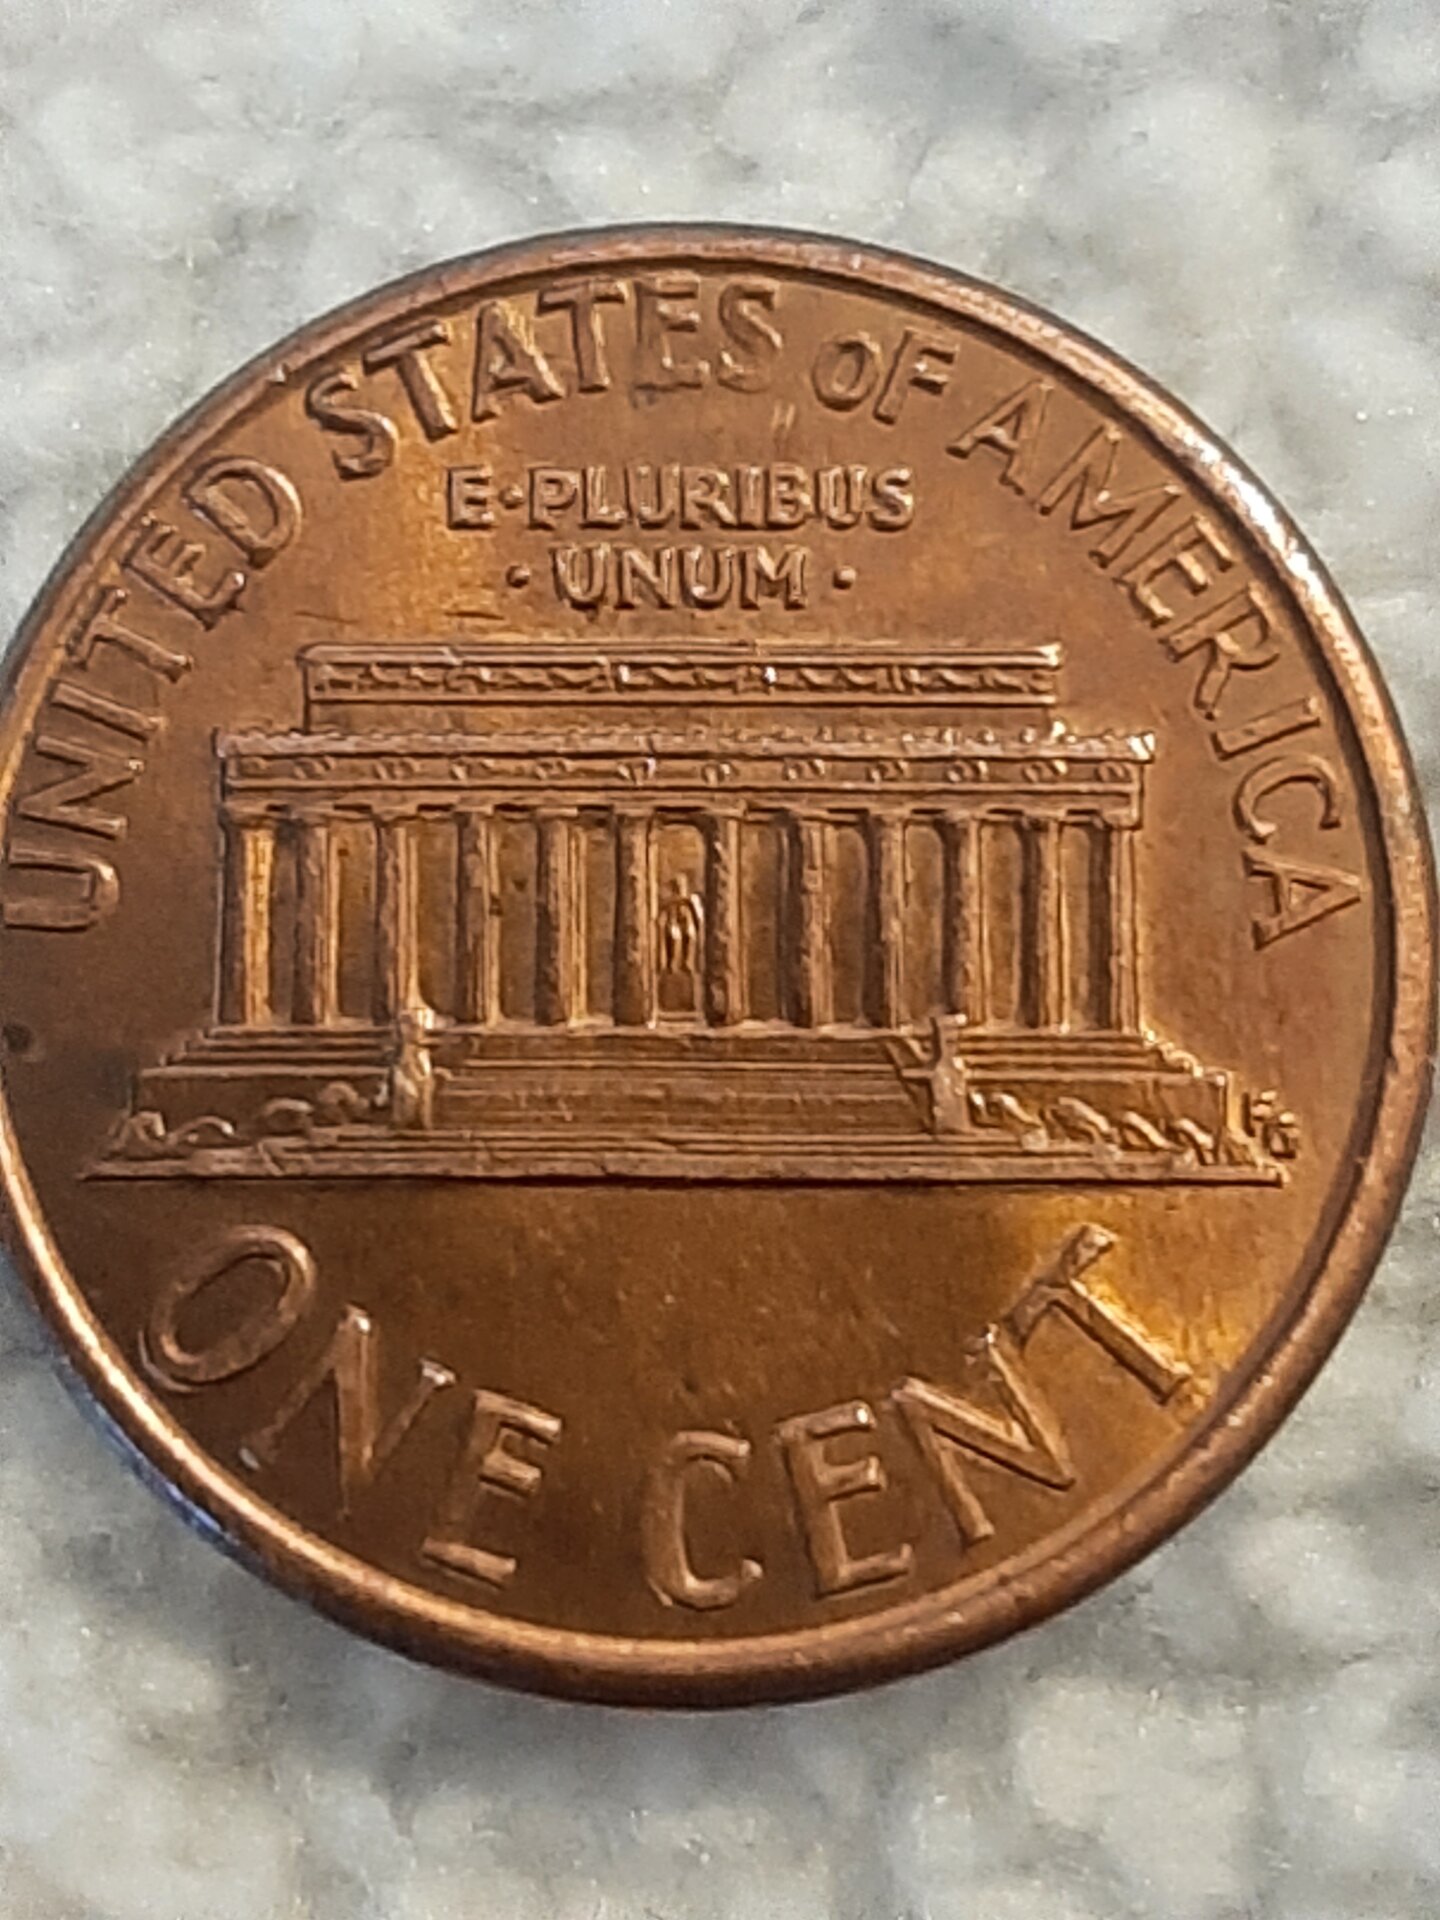 UNITED STATES OF AMERICA
E·PLURIBUS
· UNUM ·
FG
ONE CENT